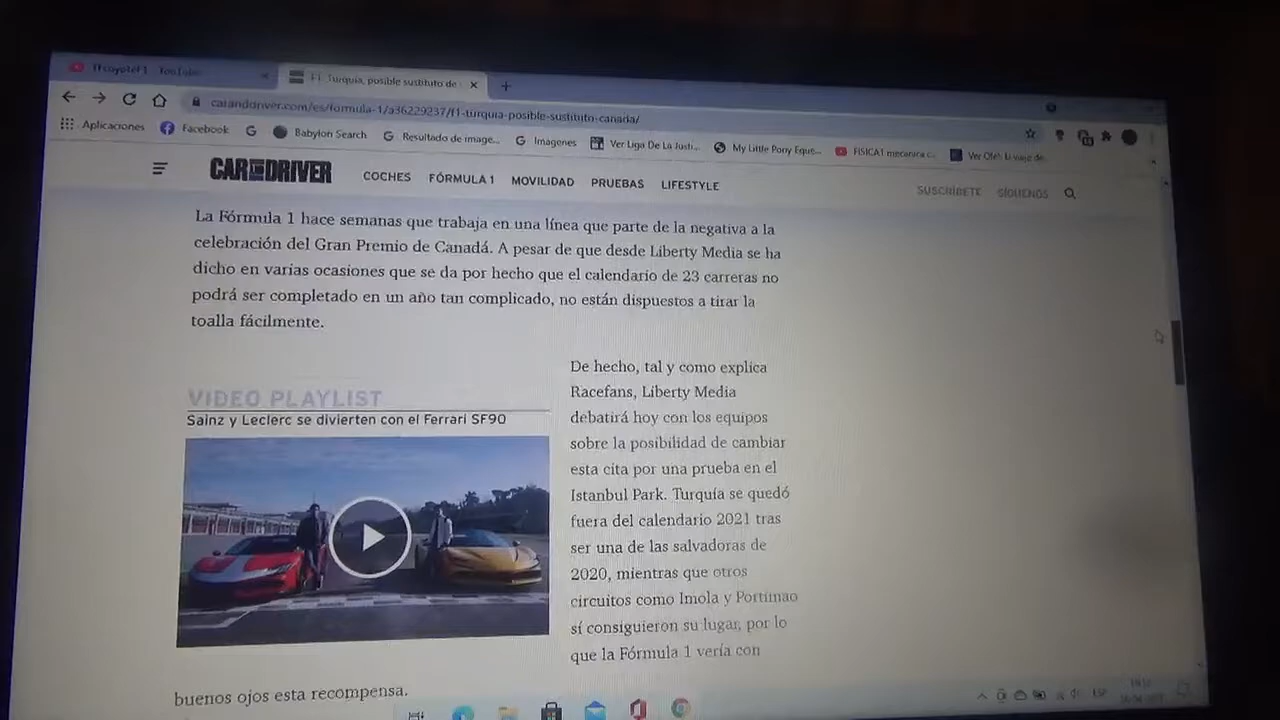 F1: Turquía, posible sustituto de
caranddriver.com/es/formula-1/a36229237/f1-turquia-posible-sustituto-canada/
Aplicaciones Facebook Babylon Search Resultado de image... Imagenes Ver Liga De La Justi... My Little Pony Eque... FISICA1 mecanica c...
CAR AND DRIVER COCHES FÓRMULA 1 MOVILIDAD PRUEBAS LIFESTYLE SUSCRÍBETE SÍGUENOS
La Fórmula 1 hace semanas que trabaja en una línea que parte de la negativa a la
celebración del Gran Premio de Canadá. A pesar de que desde Liberty Media se ha
dicho en varias ocasiones que se da por hecho que el calendario de 23 carreras no
podrá ser completado en un año tan complicado, no están dispuestos a tirar la
toalla fácilmente.
VIDEO PLAYLIST
Sainz y Leclerc se divierten con el Ferrari SF90
De hecho, tal y como explica
Racefans, Liberty Media
debatirá hoy con los equipos
sobre la posibilidad de cambiar
esta cita por una prueba en el
Istanbul Park. Turquía se quedó
fuera del calendario 2021 tras
ser una de las salvadoras de
2020, mientras que otros
circuitos como Imola y Portimao
sí consiguieron su lugar, por lo
que la Fórmula 1 vería con
buenos ojos esta recompensa.
ESP